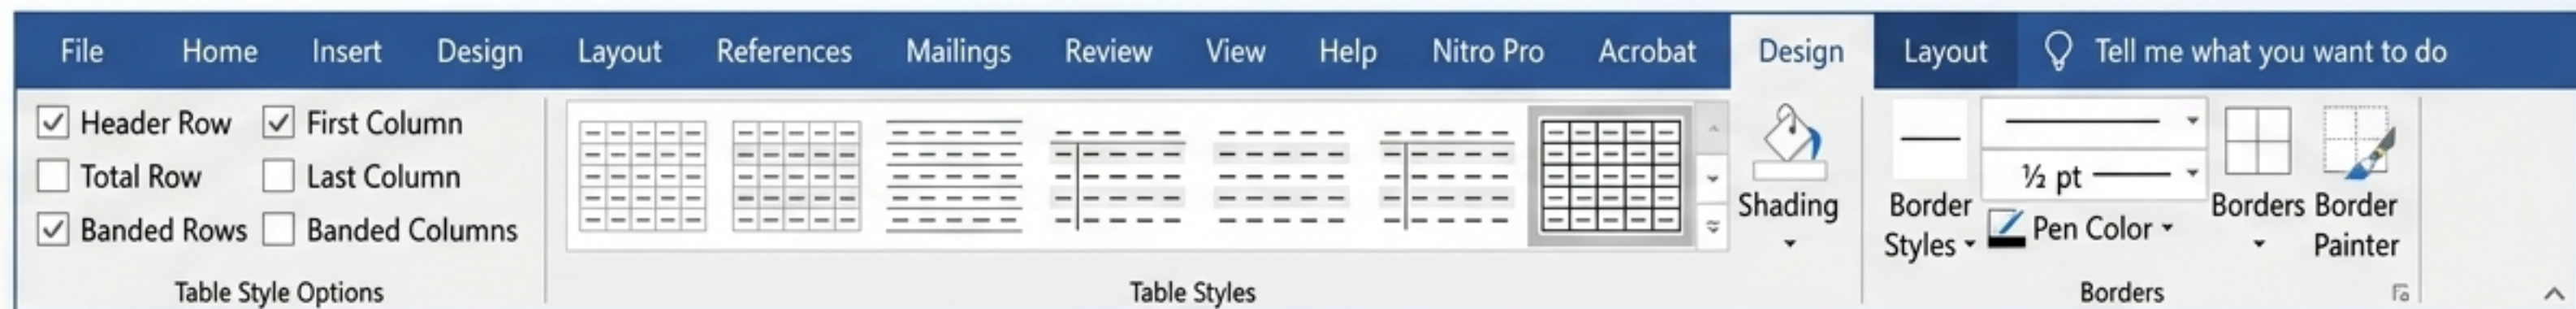 File Home Insert Design Layout References Mailings Review View Help Nitro Pro Acrobat Design Layout Tell me what you want to do
Header Row First Column
Total Row Last Column
Banded Rows Banded Columns
Table Style Options
Table Styles
Shading
Border
Styles
½ pt
Pen Color
Borders
Border
Painter
Borders